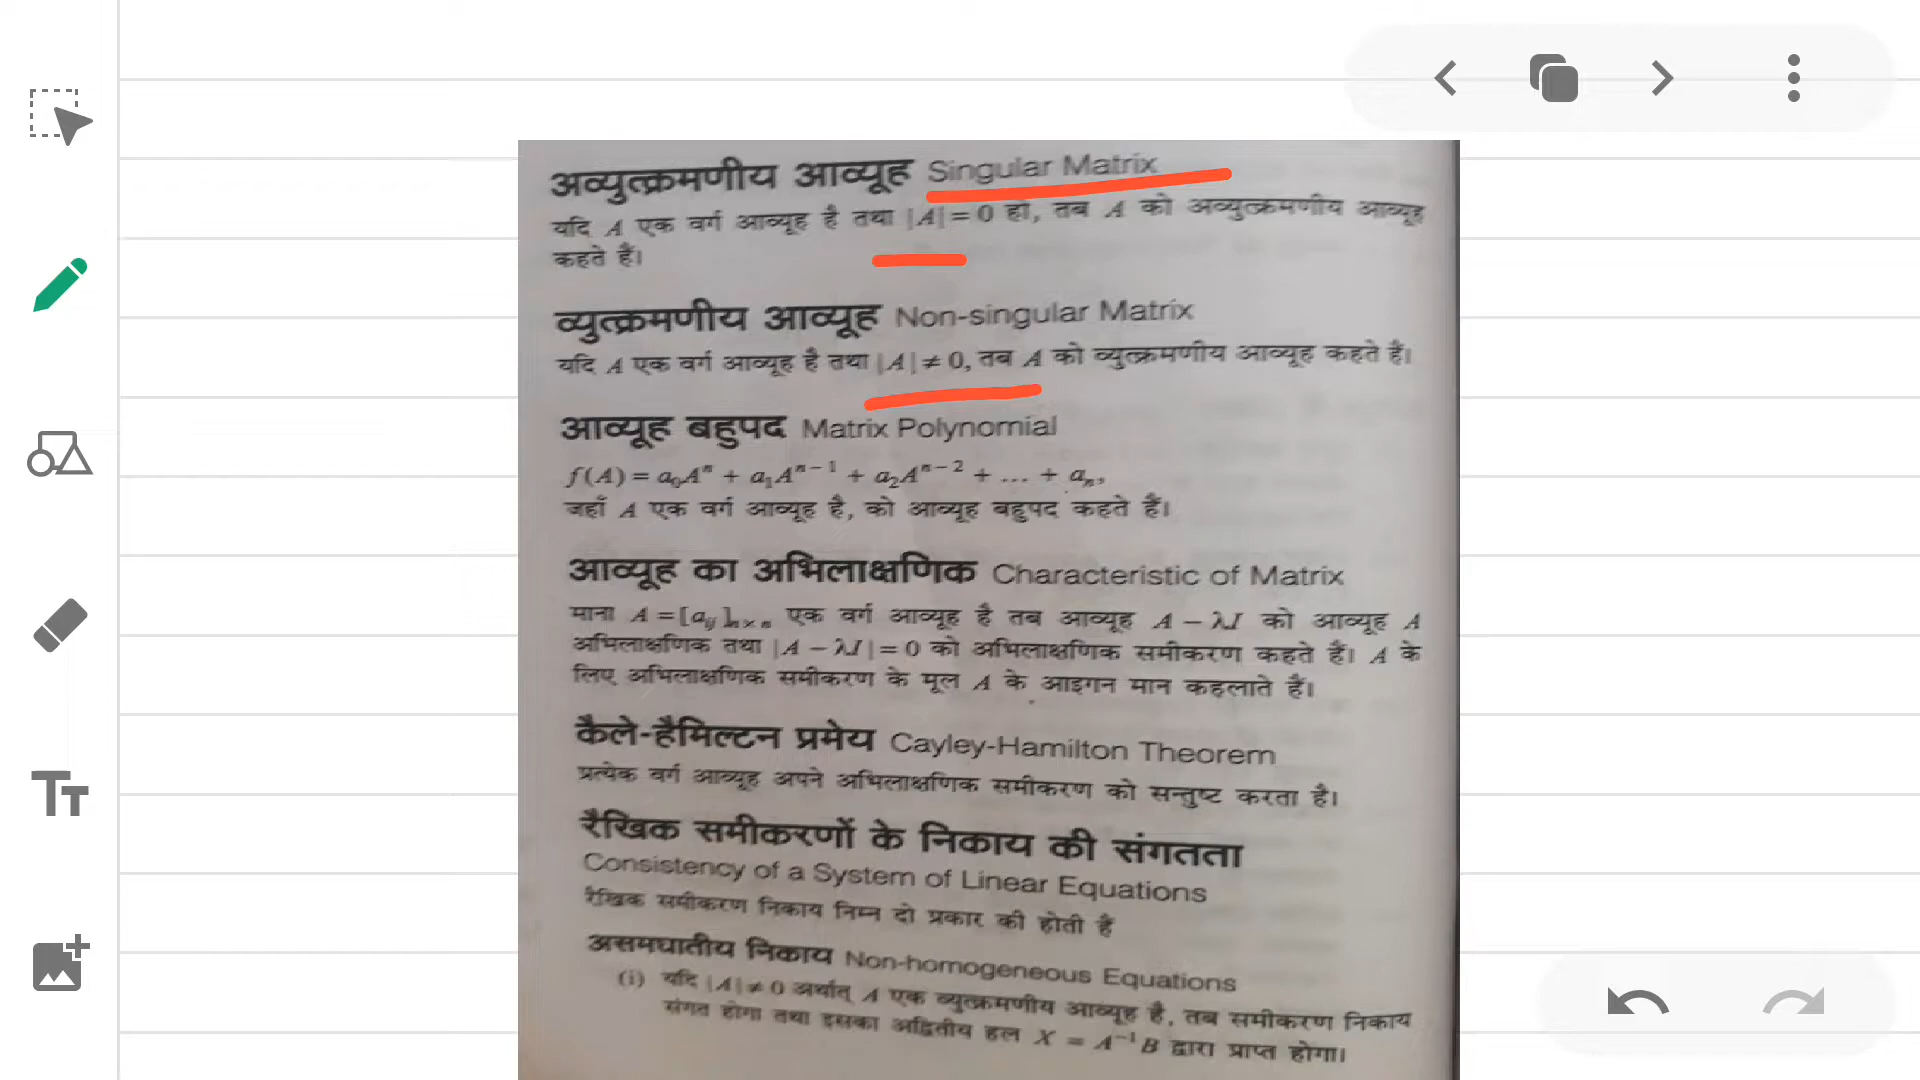 अव्युत्क्रमणीय आव्यूह Singular Matrix
यदि A एक वर्ग आव्यूह है तथा |A| = 0 हो, तब A को अव्युत्क्रमणीय आव्यूह
कहते हैं।
व्युत्क्रमणीय आव्यूह Non-singular Matrix
यदि A एक वर्ग आव्यूह है तथा |A| ≠ 0, तब A को व्युत्क्रमणीय आव्यूह कहते हैं।
आव्यूह बहुपद Matrix Polynomial
f(A) = a₀Aⁿ + a₁Aⁿ⁻¹ + a₂Aⁿ⁻² + ... + aₙ,
जहाँ A एक वर्ग आव्यूह है, को आव्यूह बहुपद कहते हैं।
आव्यूह का अभिलाक्षणिक Characteristic of Matrix
माना A = [aᵢⱼ]ₙ×ₙ एक वर्ग आव्यूह है तब आव्यूह A – λI को आव्यूह A
अभिलाक्षणिक तथा |A – λI| = 0 को अभिलाक्षणिक समीकरण कहते हैं। A के
लिए अभिलाक्षणिक समीकरण के मूल A के आइगन मान कहलाते हैं।
कैले-हैमिल्टन प्रमेय Cayley-Hamilton Theorem
प्रत्येक वर्ग आव्यूह अपने अभिलाक्षणिक समीकरण को सन्तुष्ट करता है।
रैखिक समीकरणों के निकाय की संगतता
Consistency of a System of Linear Equations
रैखिक समीकरण निकाय निम्न दो प्रकार की होती है
असमघातीय निकाय Non-homogeneous Equations
(i) यदि |A| ≠ 0 अर्थात् A एक व्युत्क्रमणीय आव्यूह है, तब समीकरण निकाय
संगत होगा तथा इसका अद्वितीय हल X = A⁻¹B द्वारा प्राप्त होगा।
TT